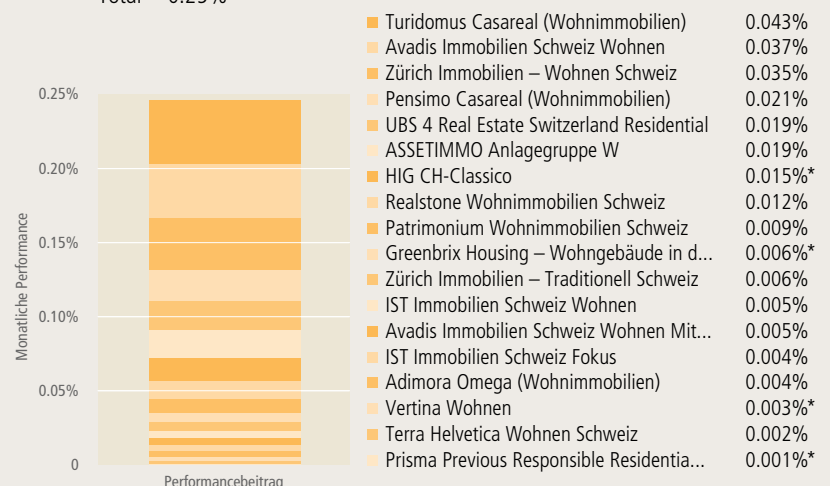 Total 0.25%
Turidomus Casareal (Wohnimmobilien) 0.043%
Avadis Immobilien Schweiz Wohnen 0.037%
Zürich Immobilien – Wohnen Schweiz 0.035%
Pensimo Casareal (Wohnimmobilien) 0.021%
UBS 4 Real Estate Switzerland Residential 0.019%
ASSETIMMO Anlagegruppe W 0.019%
HIG CH-Classico 0.015%*
Realstone Wohnimmobilien Schweiz 0.012%
Patrimonium Wohnimmobilien Schweiz 0.009%
Greenbrix Housing – Wohngebäude in d... 0.006%*
Zürich Immobilien – Traditionell Schweiz 0.006%
IST Immobilien Schweiz Wohnen 0.005%
Avadis Immobilien Schweiz Wohnen Mit... 0.005%
IST Immobilien Schweiz Fokus 0.004%
Adimora Omega (Wohnimmobilien) 0.004%
Vertina Wohnen 0.003%*
Terra Helvetica Wohnen Schweiz 0.002%
Prisma Previous Responsible Residentia... 0.001%*
Monatliche Performance
0.25%
0.20%
0.15%
0.10%
0.05%
0
Performancebeitrag